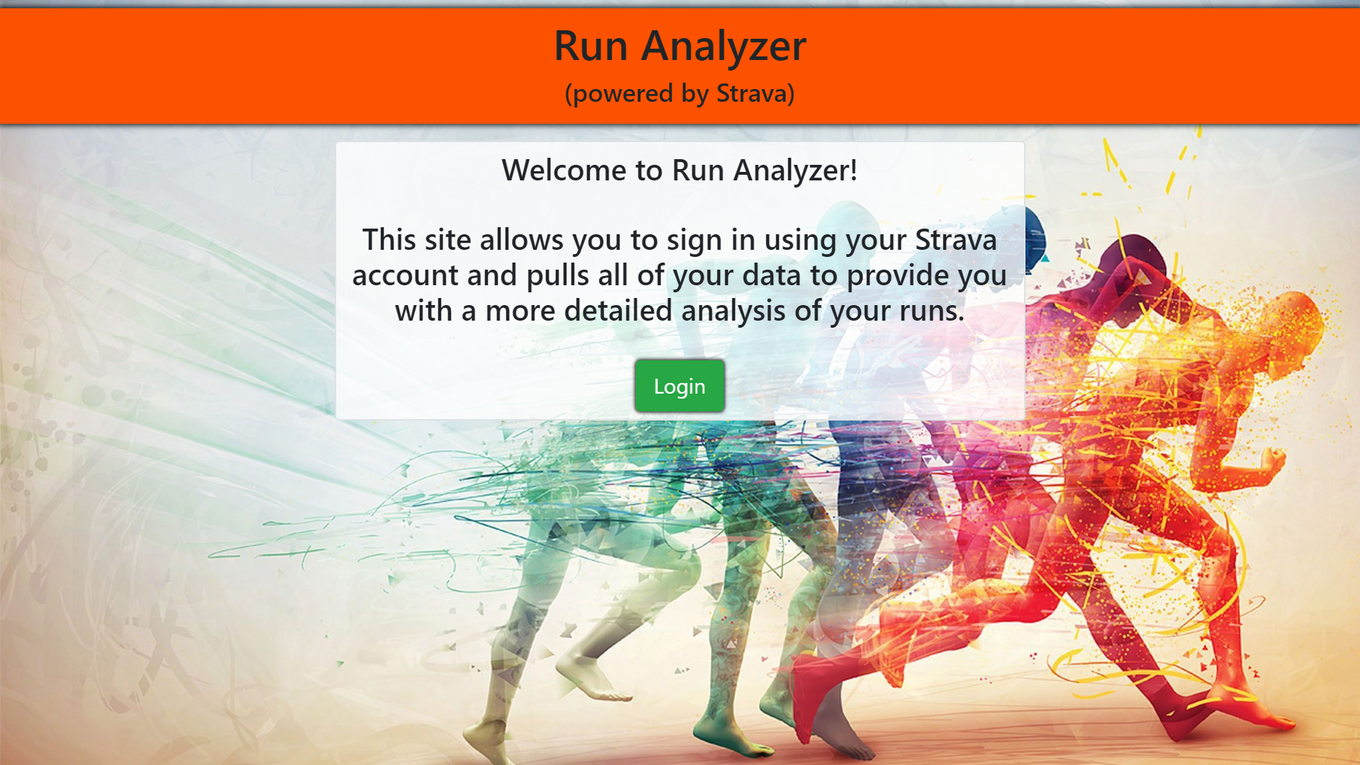 Run Analyzer
(powered by Strava)
Welcome to Run Analyzer!
This site allows you to sign in using your Strava
account and pulls all of your data to provide you
with a more detailed analysis of your runs.
Login